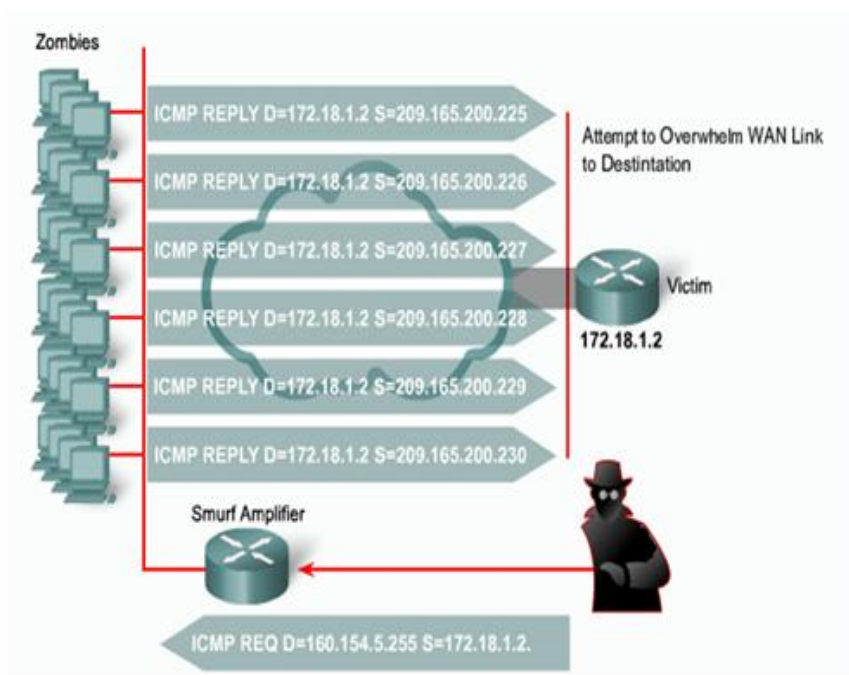 Zombies
ICMP REPLY D=172.18.1.2 S=209.165.200.225
Attempt to Overwhelm WAN Link
to Destintation
ICMP REPLY D=172.18.1.2 S=209.165.200.226
ICMP REPLY D=172.18.1.2 S=209.165.200.227
Victim
172.18.1.2
ICMP REPLY D=172.18.1.2 S=209.165.200.228
ICMP REPLY D=172.18.1.2 S=209.165.200.229
ICMP REPLY D=172.18.1.2 S=209.165.200.230
Smurf Amplifier
ICMP REQ D=160.154.5.255 S=172.18.1.2.